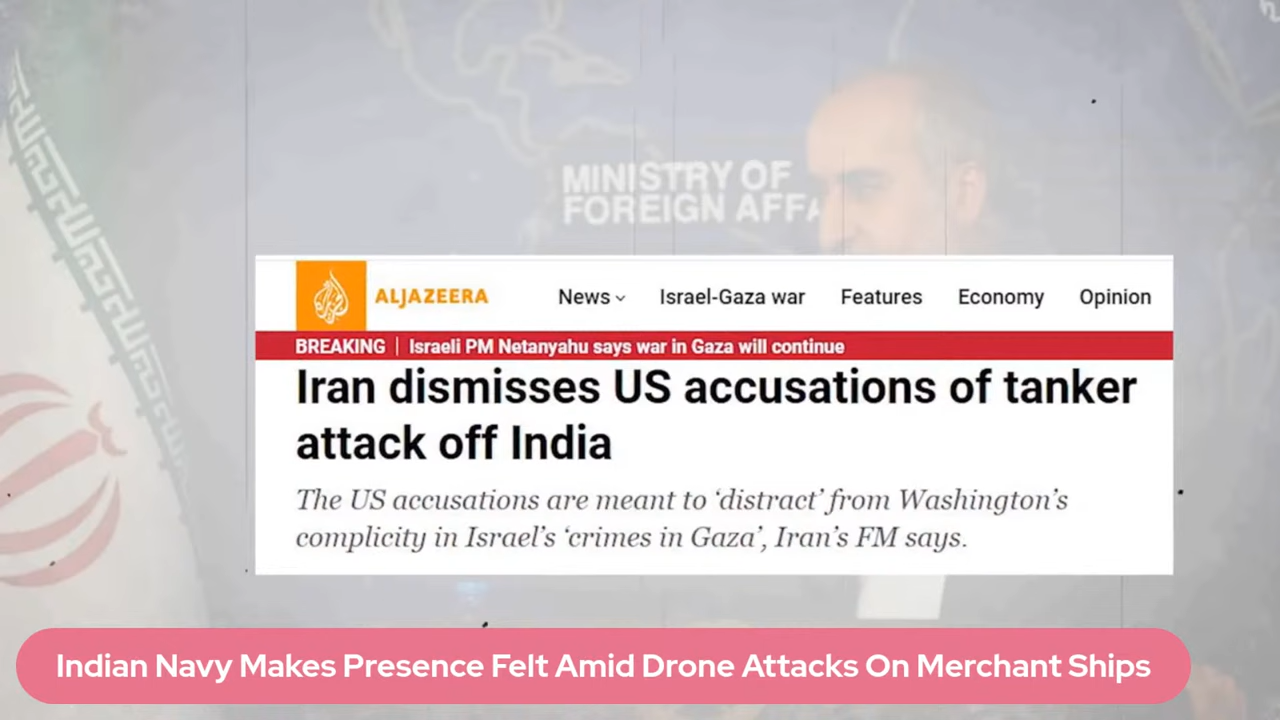 MINISTRY OF
FOREIGN AFFA
ALJAZEERA
News Israel-Gaza war Features Economy Opinion
BREAKING | Israeli PM Netanyahu says war in Gaza will continue
Iran dismisses US accusations of tanker
attack off India
The US accusations are meant to ‘distract’ from Washington’s
complicity in Israel’s ‘crimes in Gaza’, Iran’s FM says.
Indian Navy Makes Presence Felt Amid Drone Attacks On Merchant Ships